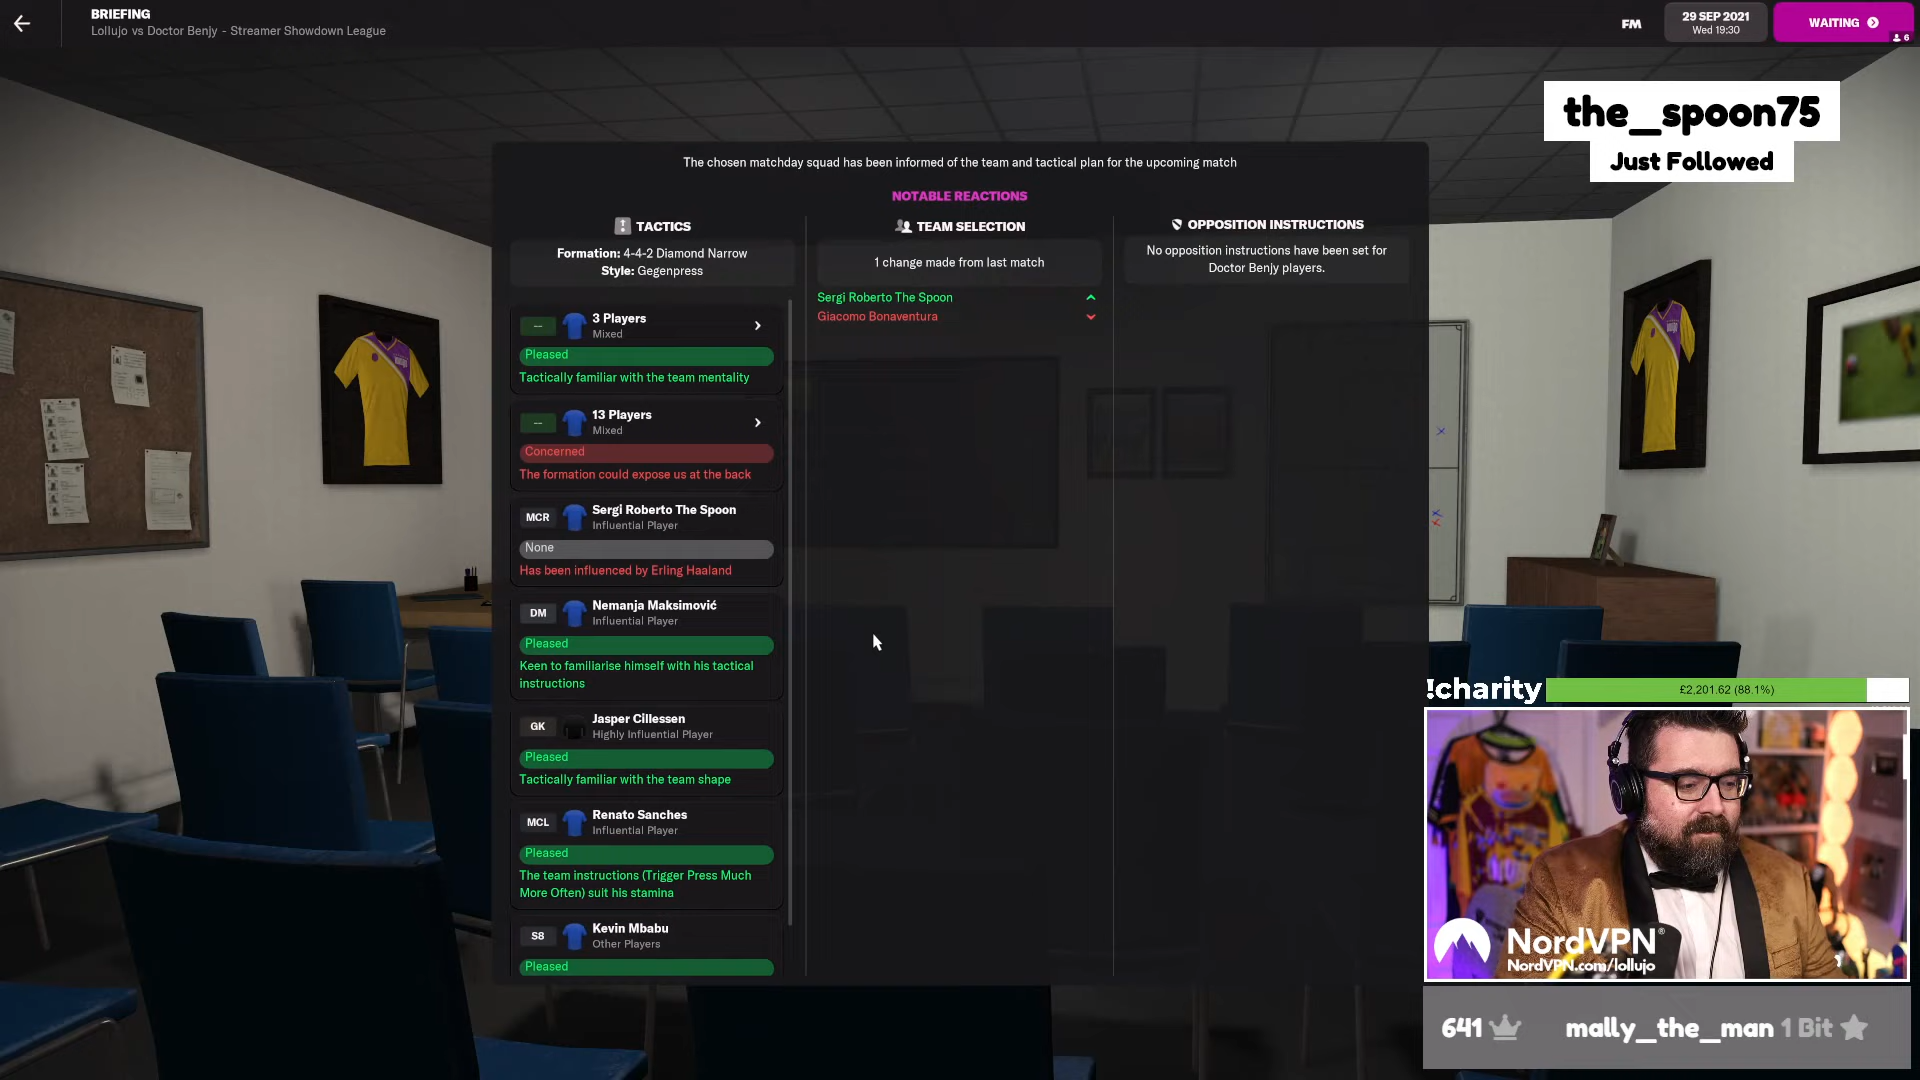 BRIEFING
Lollujo vs Doctor Benjy - Streamer Showdown League
FM
29 SEP 2021
Wed 19:30
WAITING
6
the_spoon75
Just Followed
The chosen matchday squad has been informed of the team and tactical plan for the upcoming match
NOTABLE REACTIONS
TACTICS
Formation: 4-4-2 Diamond Narrow
Style: Gegenpress
--
3 Players
Mixed
Pleased
Tactically familiar with the team mentality
--
13 Players
Mixed
Concerned
The formation could expose us at the back
MCR
Sergi Roberto The Spoon
Influential Player
None
Has been influenced by Erling Haaland
DM
Nemanja Maksimović
Influential Player
Pleased
Keen to familiarise himself with his tactical
instructions
GK
Jasper Cillessen
Highly Influential Player
Pleased
Tactically familiar with the team shape
MCL
Renato Sanches
Influential Player
Pleased
The team instructions (Trigger Press Much
More Often) suit his stamina
S8
Kevin Mbabu
Other Players
Pleased
TEAM SELECTION
1 change made from last match
Sergi Roberto The Spoon
Giacomo Bonaventura
OPPOSITION INSTRUCTIONS
No opposition instructions have been set for
Doctor Benjy players.
!charity
£2,201.62 (88.1%)
NordVPN®
NordVPN.com/lollujo
641
mally_the_man 1 Bit